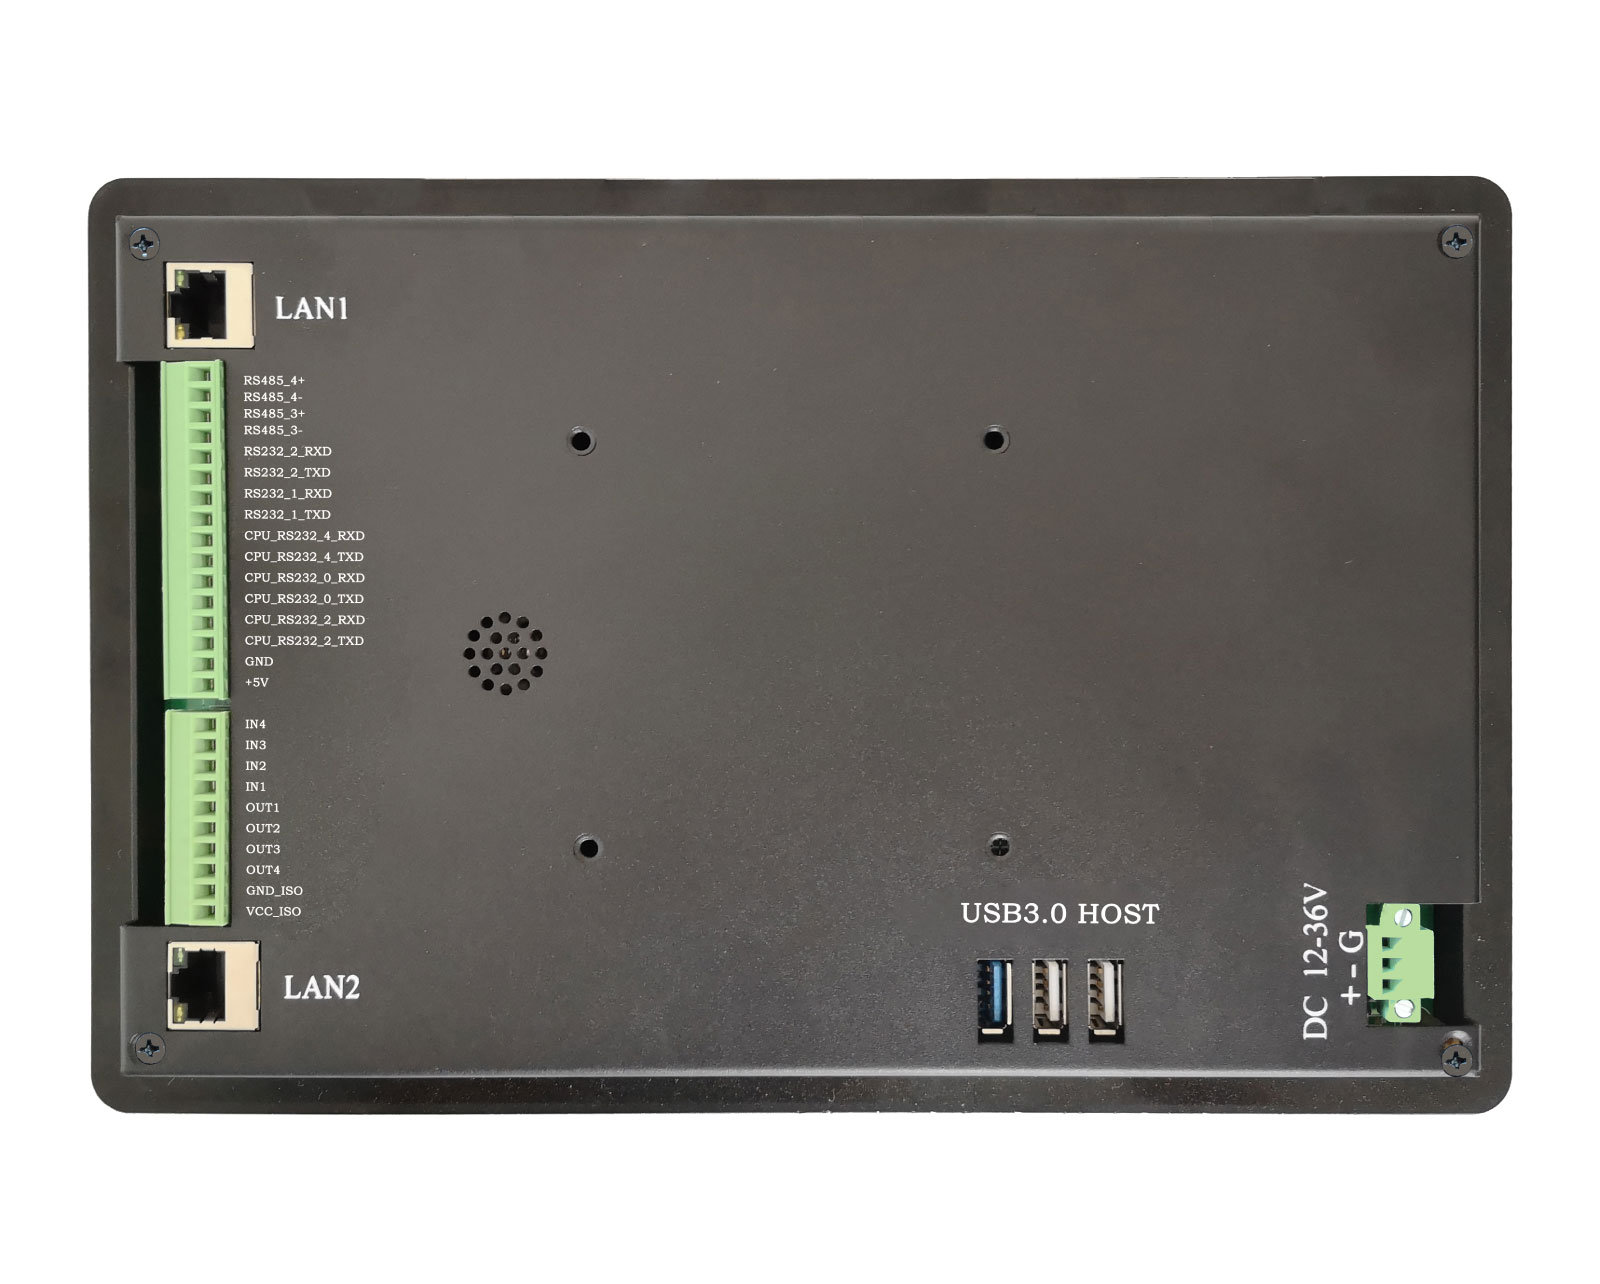 LAN1
RS485_4+
RS485_4-
RS485_3+
RS485_3-
RS232_2_RXD
RS232_2_TXD
RS232_1_RXD
RS232_1_TXD
CPU_RS232_4_RXD
CPU_RS232_4_TXD
CPU_RS232_0_RXD
CPU_RS232_0_TXD
CPU_RS232_2_RXD
CPU_RS232_2_TXD
GND
+5V
IN4
IN3
IN2
IN1
OUT1
OUT2
OUT3
OUT4
GND_ISO
VCC_ISO
LAN2
USB3.0 HOST
DC 12-36V
+ - G